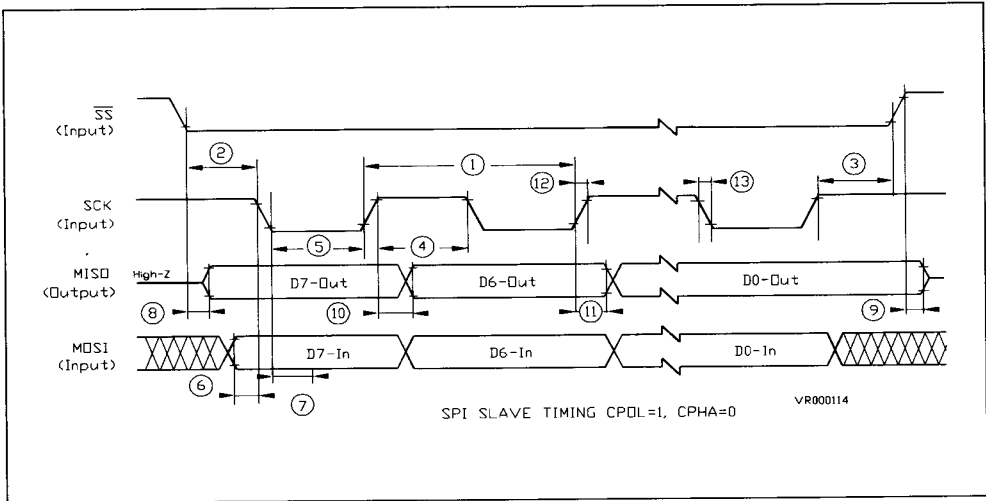 SS
(Input)
2
1
3
12
13
SCK
(Input)
5
4
MISO
(Output)
High-Z
D7-Out
D6-Out
D0-Out
8
10
11
9
MOSI
(Input)
D7-In
D6-In
D0-In
6
7
SPI SLAVE TIMING CPOL=1, CPHA=0
VR000114